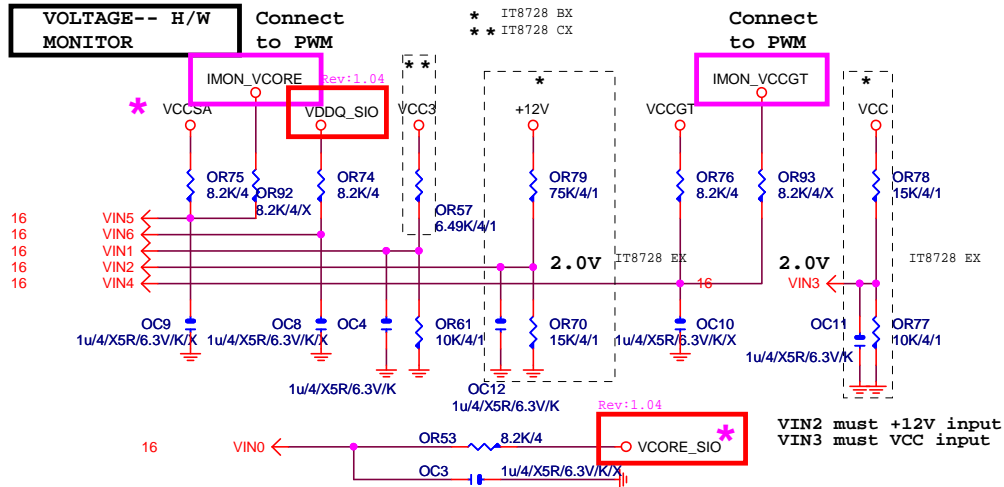 VOLTAGE-- H/W
MONITOR
Connect
to PWM
* IT8728 BX
** IT8728 CX
Connect
to PWM
IMON_VCORE
Rev:1.04
**
*
IMON_VCCGT
*
*
VCCSA
VDDQ_SIO
VCC3
+12V
VCCGT
VCC
OR75
8.2K/4
OR92
8.2K/4/X
OR74
8.2K/4
OR57
6.49K/4/1
OR79
75K/4/1
OR76
8.2K/4
OR93
8.2K/4/X
OR78
15K/4/1
16 VIN5
16 VIN6
16 VIN1
16 VIN2
16 VIN4
2.0V
IT8728 EX
16
2.0V
VIN3
IT8728 EX
OC9
1u/4/X5R/6.3V/K/X
OC8
1u/4/X5R/6.3V/K/X
OC4
1u/4/X5R/6.3V/K
OR61
10K/4/1
OC12
1u/4/X5R/6.3V/K
OR70
15K/4/1
OC10
1u/4/X5R/6.3V/K/X
OC11
1u/4/X5R/6.3V/K
OR77
10K/4/1
Rev:1.04
16 VIN0
OR53 8.2K/4
VCORE_SIO *
OC3 1u/4/X5R/6.3V/K/X
VIN2 must +12V input
VIN3 must VCC input